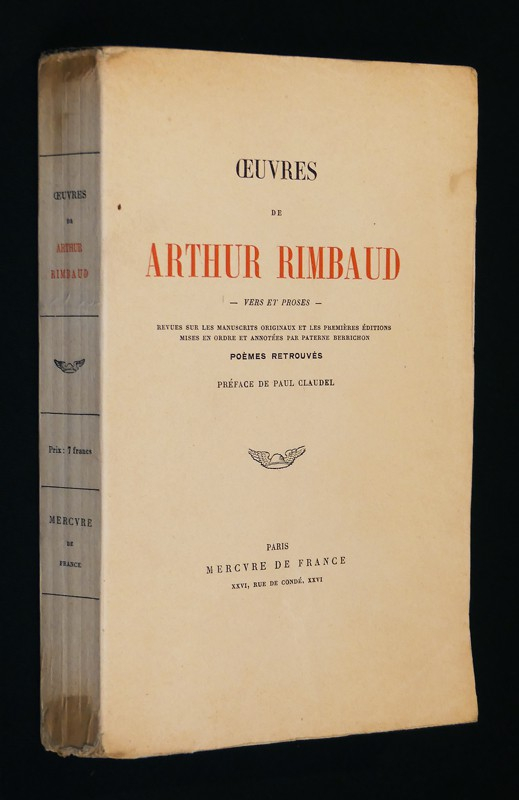 ŒUVRES
DE
ARTHUR RIMBAUD
— VERS ET PROSES —
REVUES SUR LES MANUSCRITS ORIGINAUX ET LES PREMIÈRES ÉDITIONS
MISES EN ORDRE ET ANNOTÉES PAR PATERNE BERRICHON
POÈMES RETROUVÉS
PRÉFACE DE PAUL CLAUDEL
PARIS
MERCVRE DE FRANCE
XXVI, RUE DE CONDÉ, XXVI
ŒUVRES
DE
ARTHUR
RIMBAUD
Prix : 7 francs
MERCVRE
DE
FRANCE